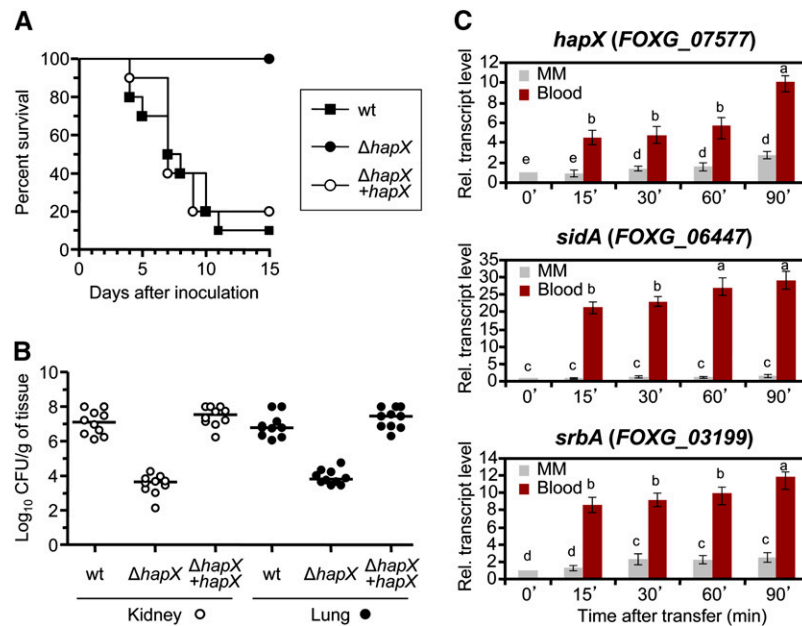 A
Percent survival
100
80
60
40
20
0
0 5 10 15
Days after inoculation
wt
ΔhapX
ΔhapX
+hapX
B
Log10 CFU/g of tissue
10
8
6
4
2
0
wt ΔhapX ΔhapX wt ΔhapX ΔhapX
+hapX +hapX
Kidney Lung
C
hapX (FOXG_07577)
Rel. transcript level
12
10
8
6
4
2
0
MM
Blood
e e b d b d b d a
0' 15' 30' 60' 90'
sidA (FOXG_06447)
Rel. transcript level
35
30
25
20
15
10
5
0
MM
Blood
c c b c b c a c a
0' 15' 30' 60' 90'
srbA (FOXG_03199)
Rel. transcript level
14
12
10
8
6
4
2
0
MM
Blood
d d b c b c b c a
0' 15' 30' 60' 90'
Time after transfer (min)